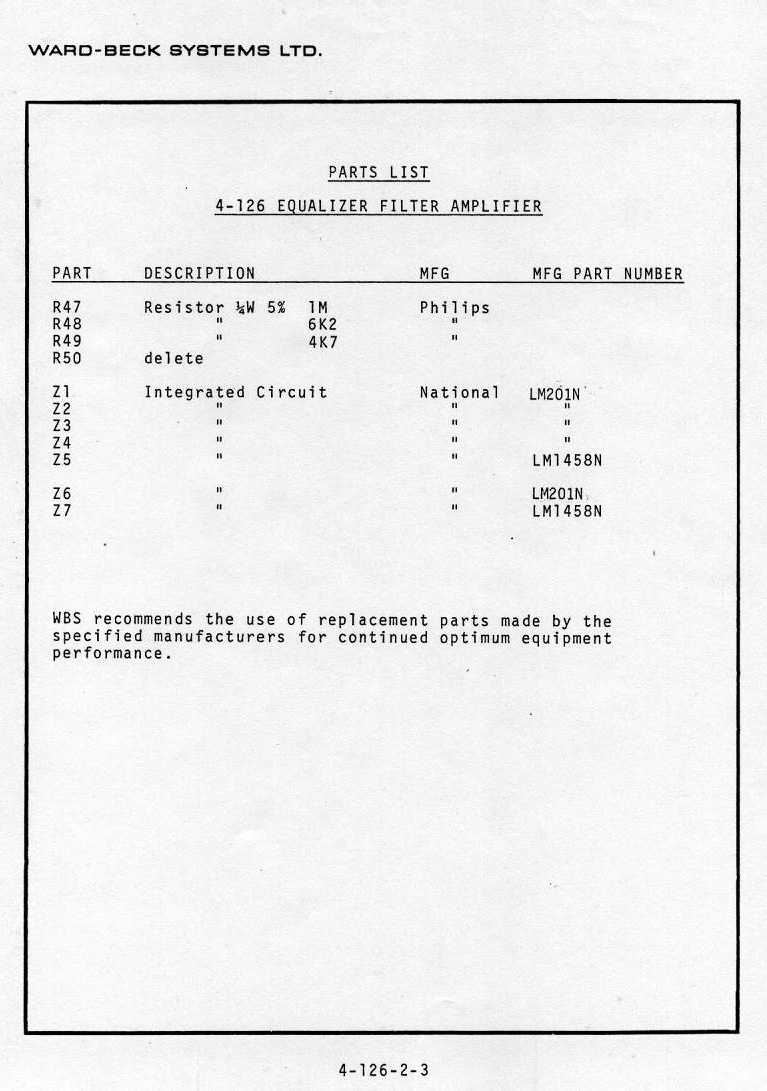 WARD-BECK SYSTEMS LTD.
PARTS LIST
4-126 EQUALIZER FILTER AMPLIFIER
PART DESCRIPTION MFG MFG PART NUMBER
R47 Resistor ¼W 5% 1M Philips
R48 " 6K2 "
R49 " 4K7 "
R50 delete
Z1 Integrated Circuit National LM201N
Z2 " " "
Z3 " " "
Z4 " " "
Z5 " " LM1458N
Z6 " " LM201N
Z7 " " LM1458N
WBS recommends the use of replacement parts made by the
specified manufacturers for continued optimum equipment
performance.
4-126-2-3